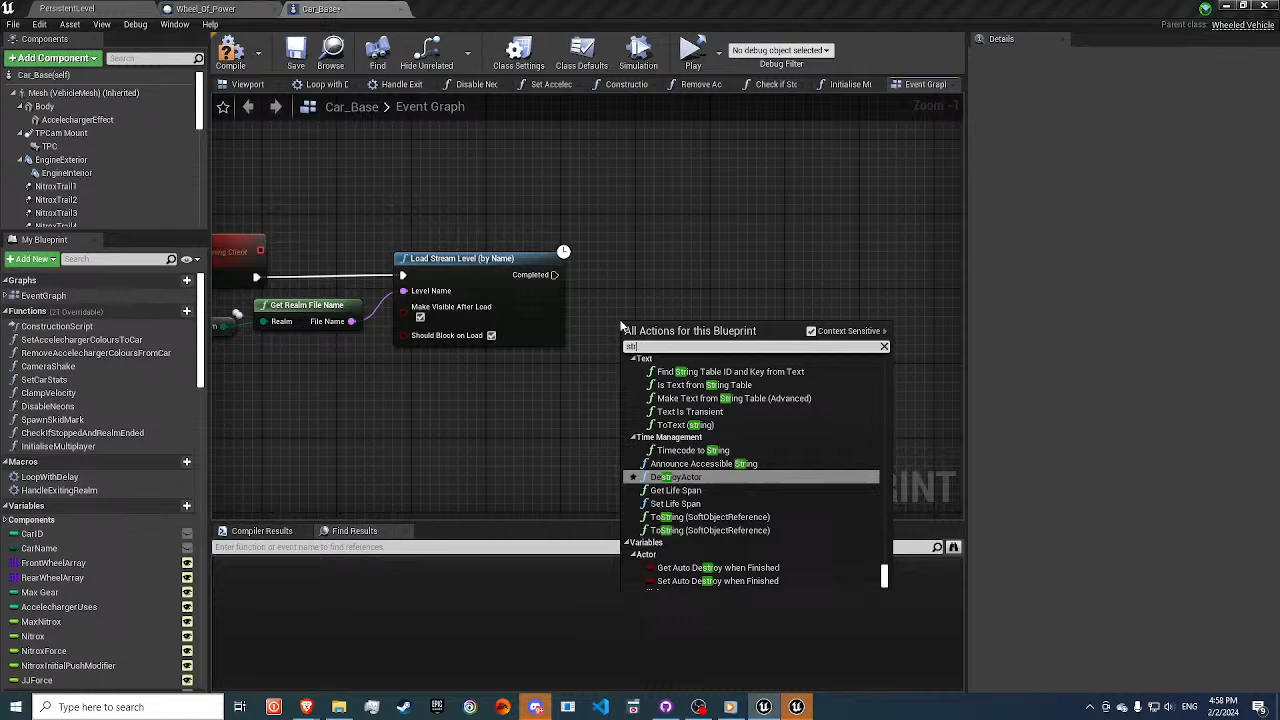 PersistentLevel
Wheel_Of_Power
Car_Base*
File Edit Asset View Debug Window Help
Parent class: Wheeled Vehicle
Components
Details
Add Component
Search
Compile
Save
Browse
Find
Hide Unrelated
Class Settings
Class Defaults
Simulation
Play
No debug object selected
Debug Filter
Car_Base(self)
Viewport
Loop with D
Handle Exit
Disable Nec
Set Accelec
Constructio
Remove Ac
Check if Sto
Initialise Mu
Event Graph
Mesh (VehicleMesh) (Inherited)
Body
AccelechargerEffect
TPCam Mount
TPC
EngineExterior
EngineInterior
NitroxTrail1
NitroxTrail2
NitroxTrail3
NitroxTrail4
Car_Base > Event Graph
Zoom -1
My Blueprint
Add New
Search
Graphs
EventGraph
Functions (21 Overridable)
ConstructionScript
SetAccelechargerColoursToCar
RemoveAccelechargerColoursFromCar
CameraShake
SetCarStats
ClampVelocity
DisableNeons
SpawnSkidMark
CheckIfStoppedAndRealmEnded
InitialiseMultiplayer
Macros
LoopWithDelay
HandleExitingRealm
Variables
Components
CarID
CarName
FrontWheelArray
RearWheelArray
Max Gear
AccelechargerUses
MaxNitrox
Nitrox
NitroxForce
NitroxInitialPushModifier
JJForce
ning Client
Get Realm File Name
Realm
File Name
Load Stream Level (by Name)
Completed
Level Name
Make Visible After Load
Should Block on Load
All Actions for this Blueprint
Context Sensitive
str
Text
Find String Table ID and Key from Text
Is Text from String Table
Make Text from String Table (Advanced)
Text Is Transient
ToText (string)
Time Management
Timecode to String
Announce Accessible String
DestroyActor
Get Life Span
Set Life Span
ToString (SoftObjectReference)
ToString (SoftObjectReference)
Variables
Actor
Get Auto Destroy when Finished
Set Auto Destroy when Finished
RINT
Compiler Results
Find Results
Enter function or event name to find references.
Type here to search
ENG
4:58 PM
2/2/2024